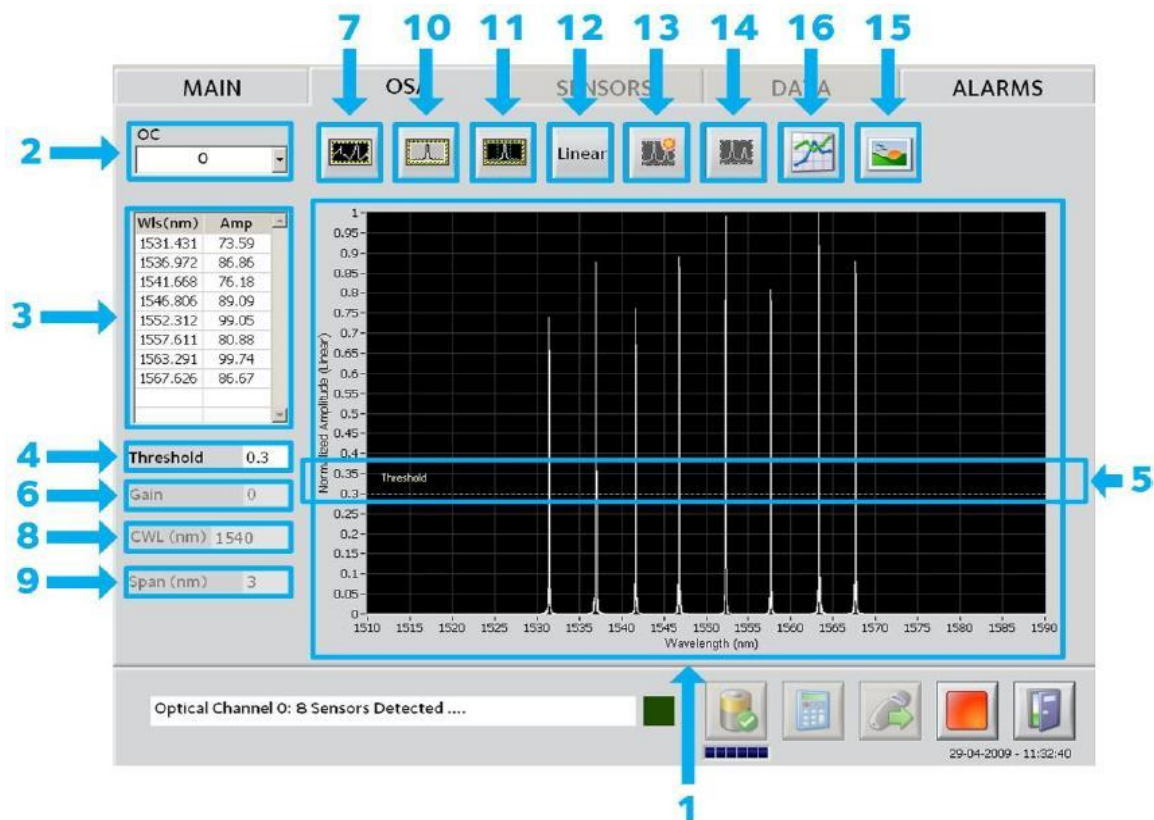 7 10 11 12 13 14 16 15
MAIN OSA SENSORS DATA ALARMS
2
OC
0
Linear
3
Wls(nm) Amp
1531.431 73.59
1536.972 86.86
1541.668 76.18
1546.806 89.09
1552.312 99.05
1557.611 80.88
1563.291 99.74
1567.626 86.67
4
Threshold 0.3
6
Gain 0
8
CWL (nm) 1540
9
Span (nm) 3
Normalized Amplitude (Linear)
1
0.95
0.9
0.85
0.8
0.75
0.7
0.65
0.6
0.55
0.5
0.45
0.4
0.35
0.3
0.25
0.2
0.15
0.1
0.05
0
Threshold
5
1510 1515 1520 1525 1530 1535 1540 1545 1550 1555 1560 1565 1570 1575 1580 1585 1590
Wavelength (nm)
Optical Channel 0: 8 Sensors Detected ....
29-04-2009 - 11:32:40
1